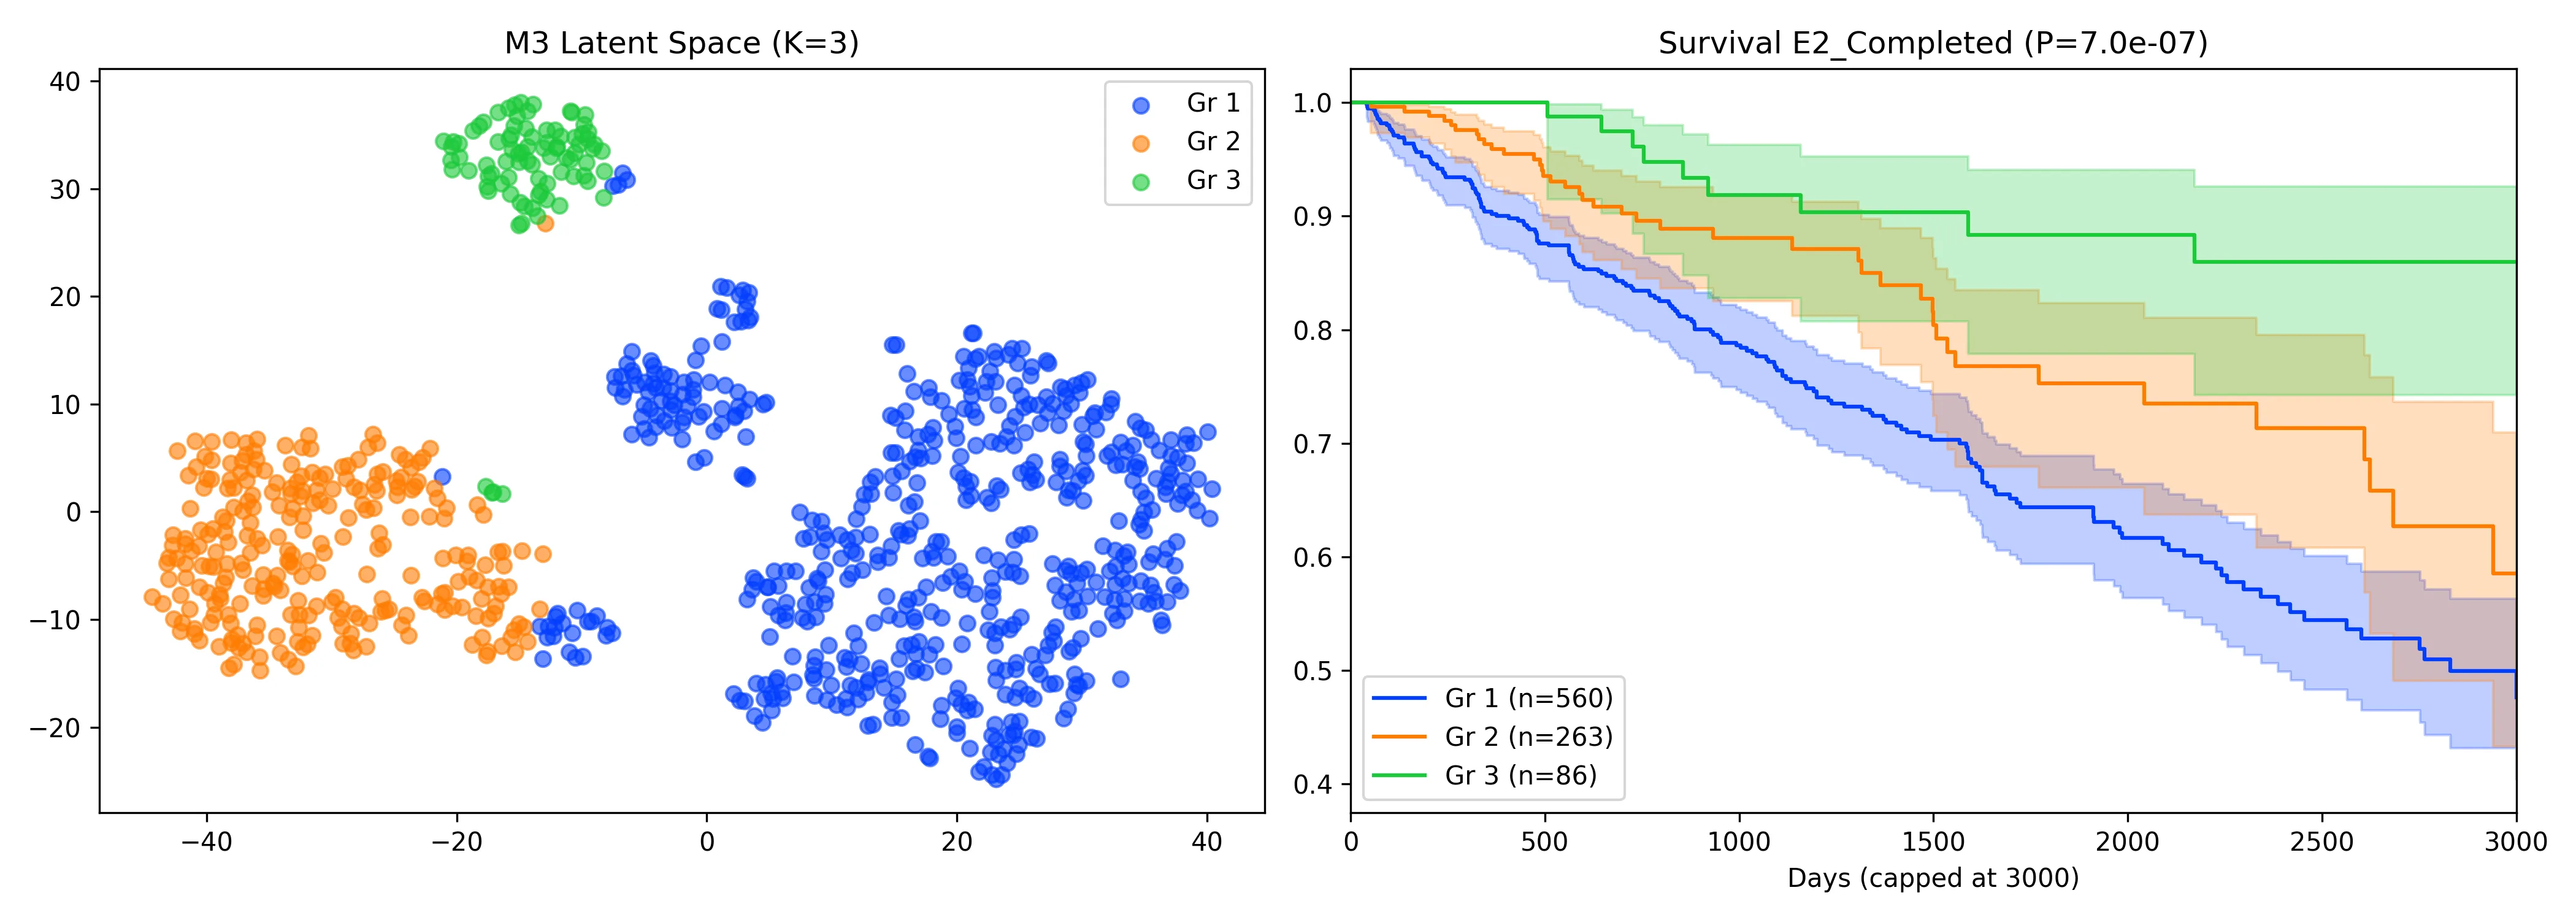 M3 Latent Space (K=3)
40
30
20
10
0
−10
−20
−40
−20
0
20
40
Gr 1
Gr 2
Gr 3
Survival E2_Completed (P=7.0e-07)
1.0
0.9
0.8
0.7
0.6
0.5
0.4
0
500
1000
1500
2000
2500
3000
Days (capped at 3000)
Gr 1 (n=560)
Gr 2 (n=263)
Gr 3 (n=86)